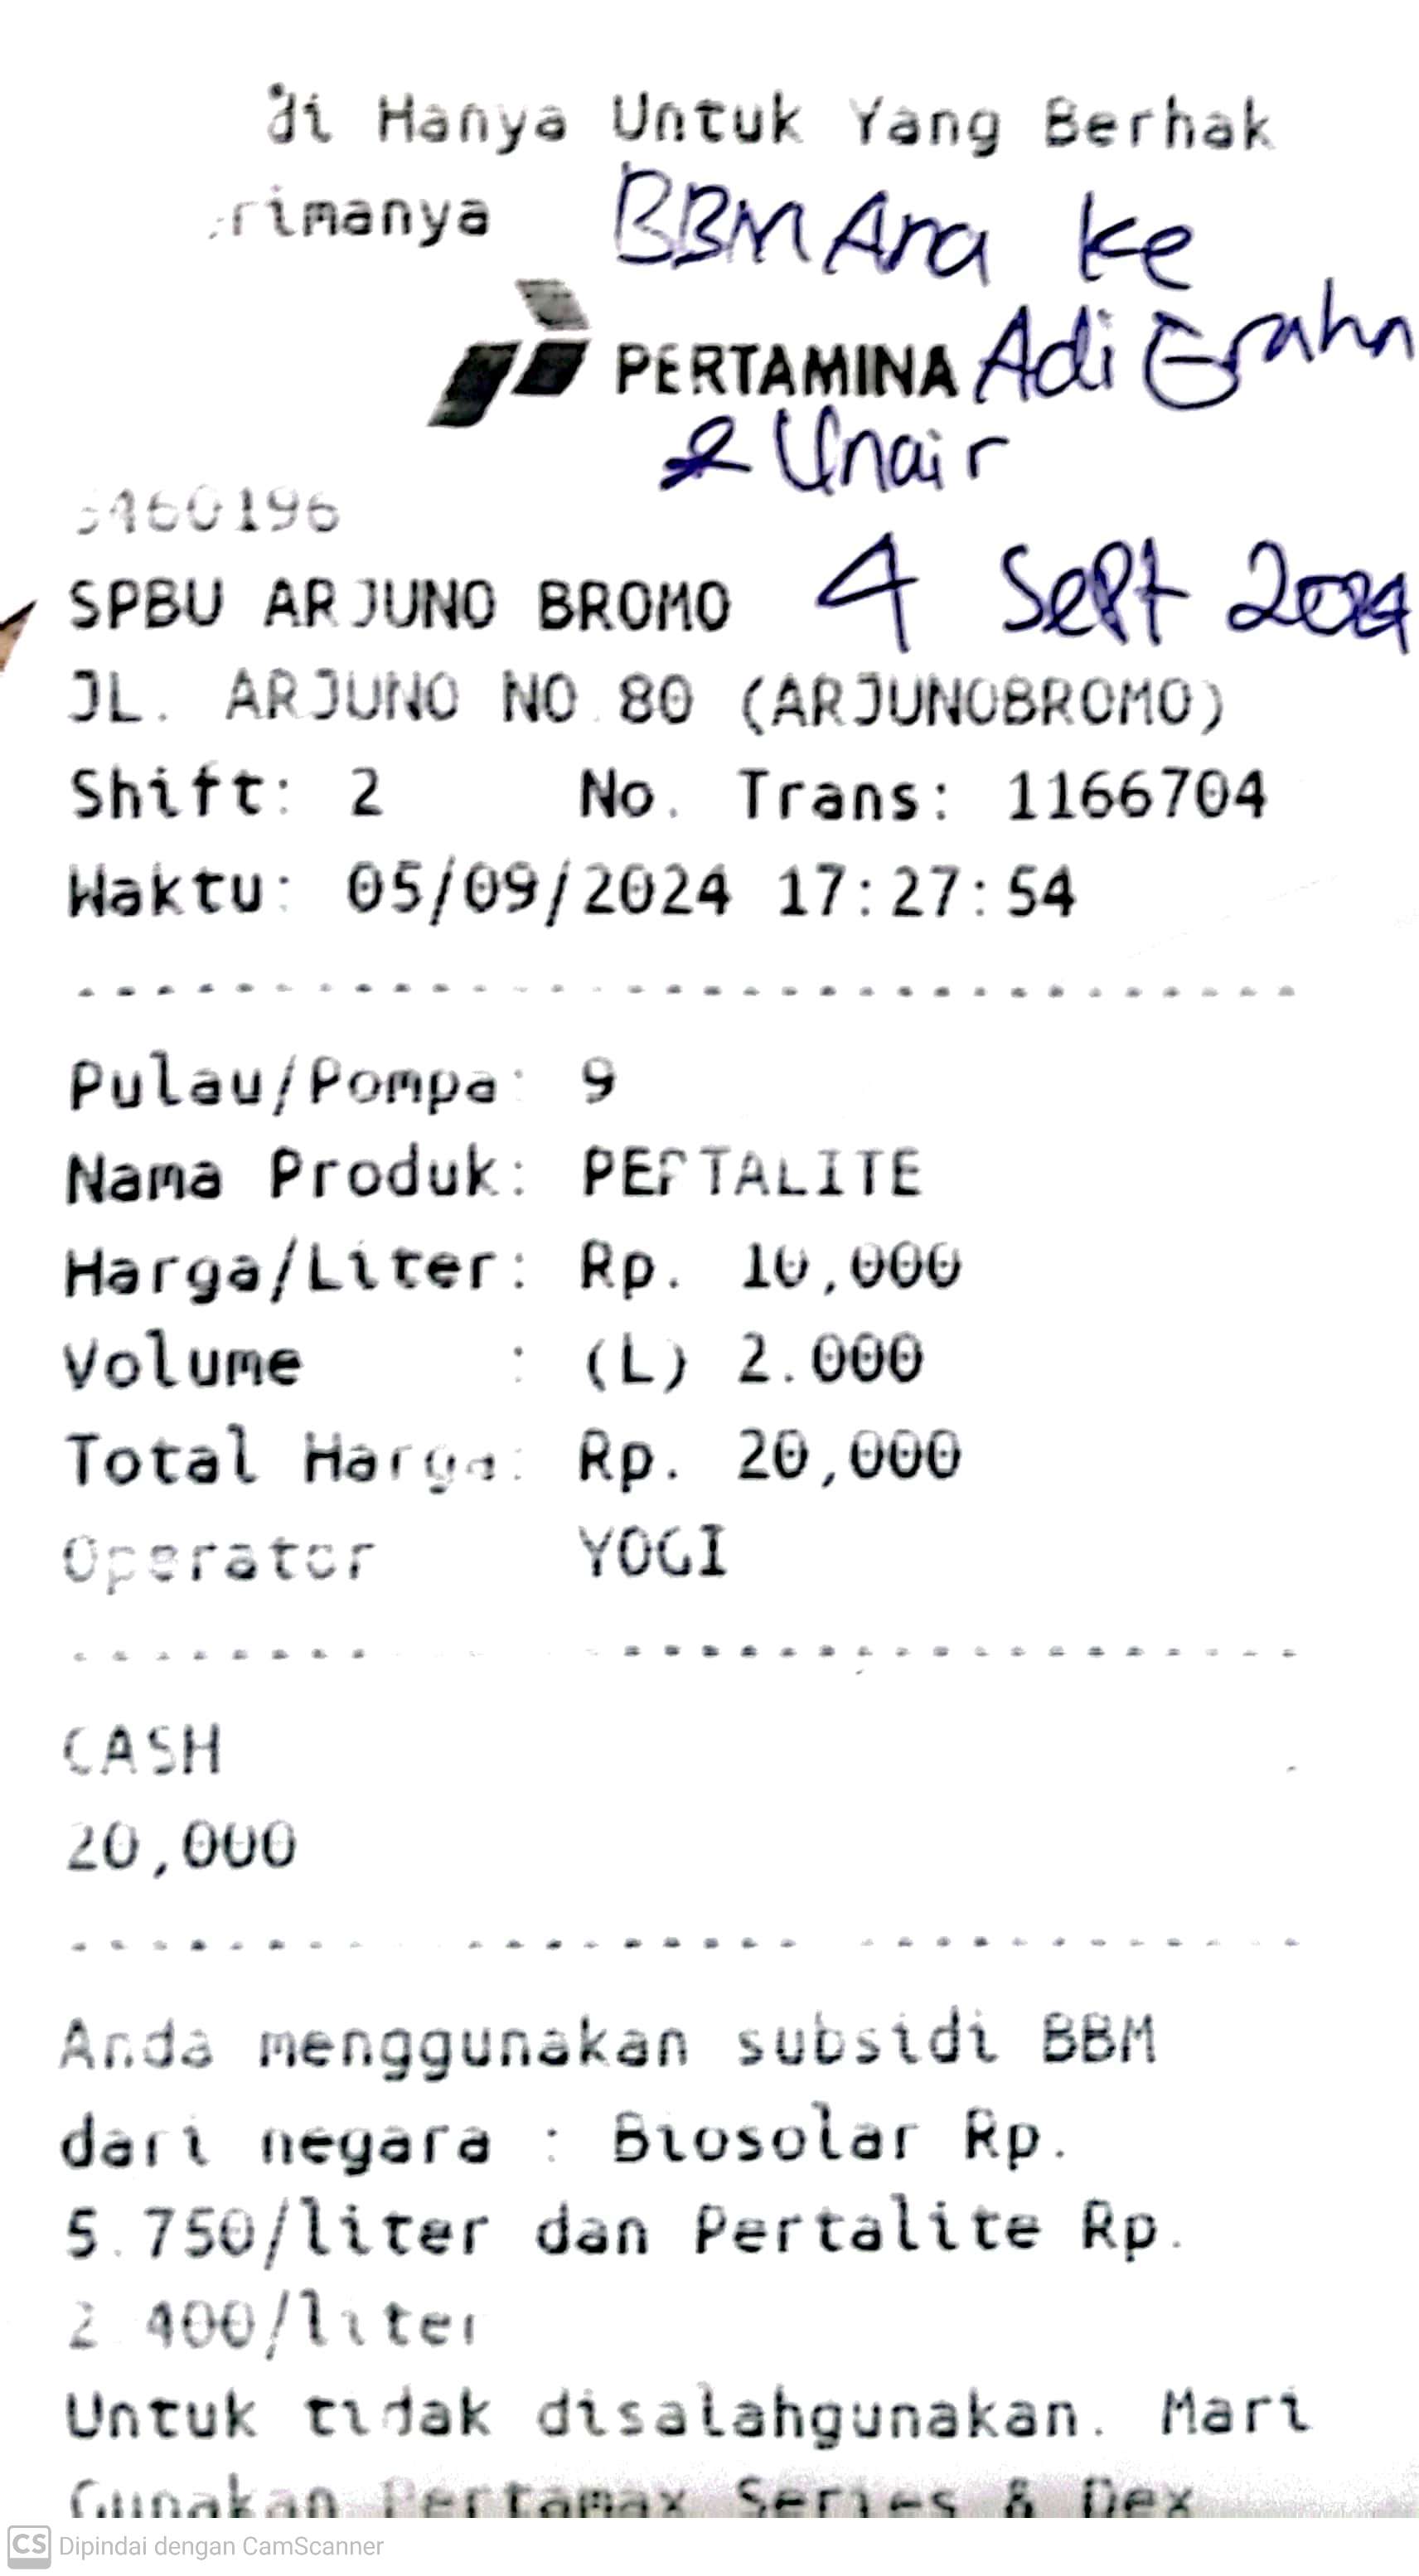 di Hanya Untuk Yang Berhak
rimanya
BBM Ara ke
PERTAMINA
Adi Graha
& Unair
5460196
SPBU ARJUNO BROMO
4 Sept 2024
JL. ARJUNO NO.80 (ARJUNOBROMO)
Shift: 2 No. Trans: 1166704
Waktu: 05/09/2024 17:27:54
Pulau/Pompa: 9
Nama Produk: PERTALITE
Harga/Liter: Rp. 10,000
Volume : (L) 2.000
Total Harga: Rp. 20,000
Operator YOGI
CASH
20,000
Anda menggunakan subsidi BBM
dari negara : Biosolar Rp.
5.750/liter dan Pertalite Rp.
2.400/liter
Untuk tidak disalahgunakan. Mari
Gunakan Pertamax Series & Dex
CS Dipindai dengan CamScanner